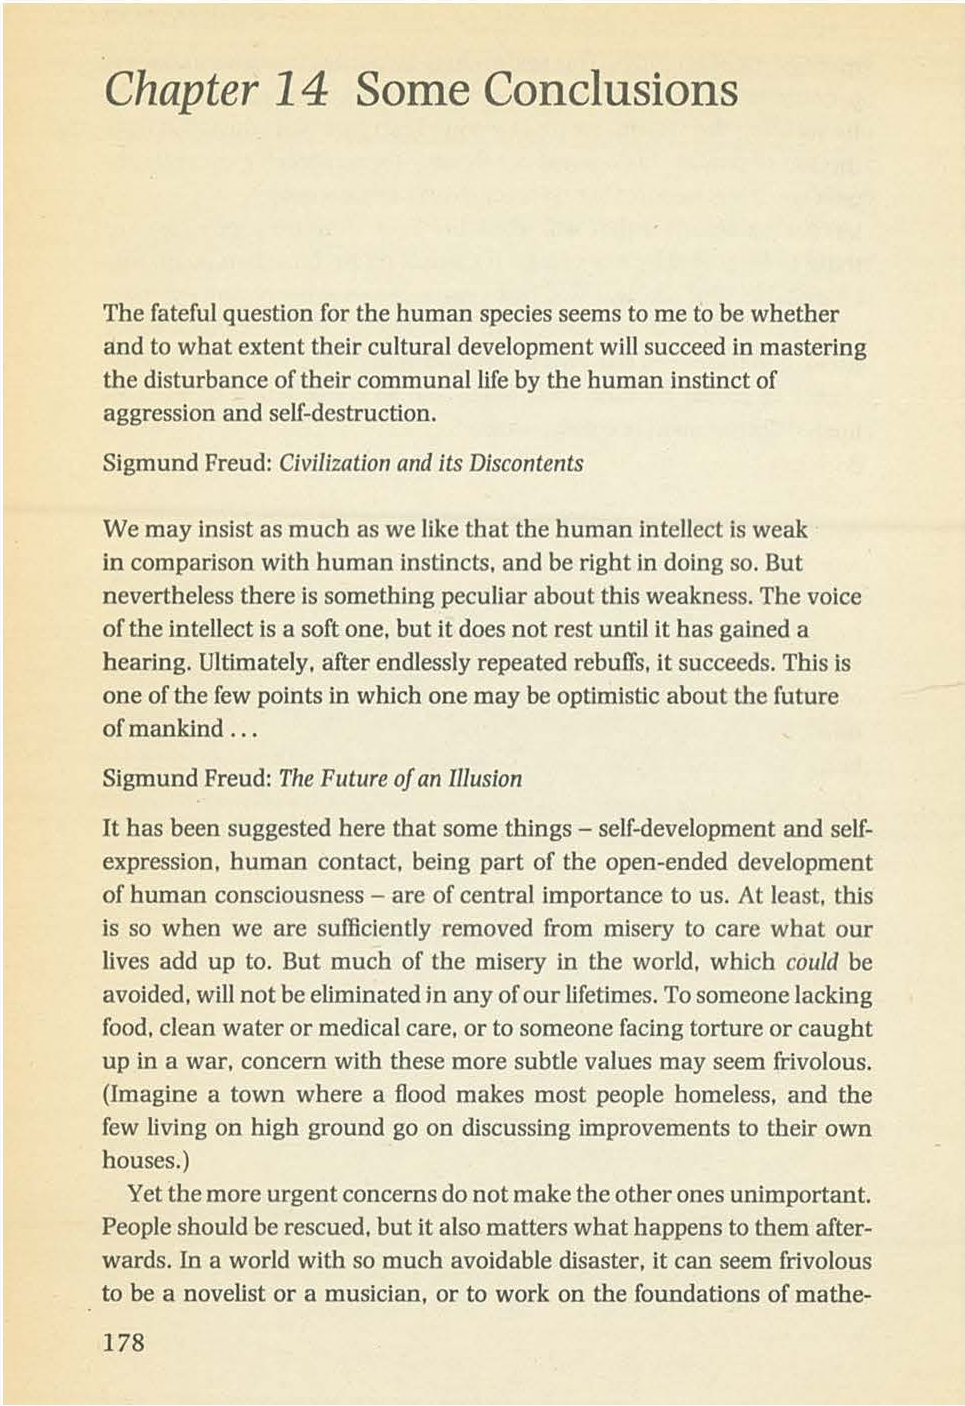 Chapter 14 Some Conclusions
The fateful question for the human species seems to me to be whether
and to what extent their cultural development will succeed in mastering
the disturbance of their communal life by the human instinct of
aggression and self-destruction.
Sigmund Freud: Civilization and its Discontents
We may insist as much as we like that the human intellect is weak
in comparison with human instincts, and be right in doing so. But
nevertheless there is something peculiar about this weakness. The voice
of the intellect is a soft one, but it does not rest until it has gained a
hearing. Ultimately, after endlessly repeated rebuffs, it succeeds. This is
one of the few points in which one may be optimistic about the future
of mankind ...
Sigmund Freud: The Future of an Illusion
It has been suggested here that some things – self-development and self-
expression, human contact, being part of the open-ended development
of human consciousness – are of central importance to us. At least, this
is so when we are sufficiently removed from misery to care what our
lives add up to. But much of the misery in the world, which could be
avoided, will not be eliminated in any of our lifetimes. To someone lacking
food, clean water or medical care, or to someone facing torture or caught
up in a war, concern with these more subtle values may seem frivolous.
(Imagine a town where a flood makes most people homeless, and the
few living on high ground go on discussing improvements to their own
houses.)
Yet the more urgent concerns do not make the other ones unimportant.
People should be rescued, but it also matters what happens to them after-
wards. In a world with so much avoidable disaster, it can seem frivolous
to be a novelist or a musician, or to work on the foundations of mathe-
178